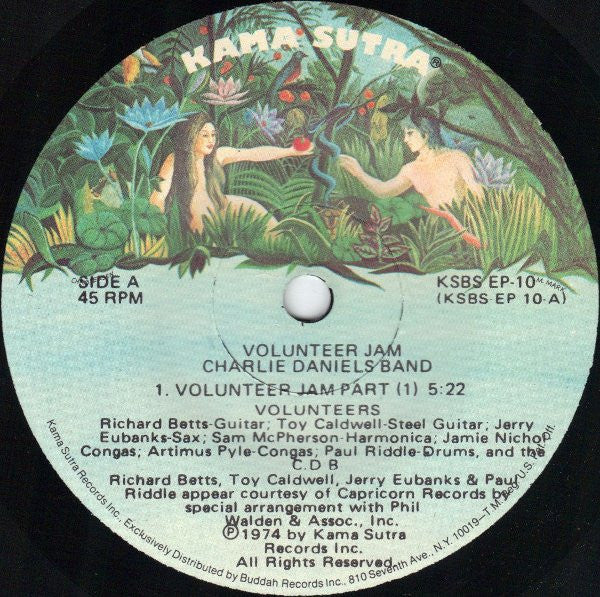 KAMA SUTRA®
SIDE A
45 RPM
KSBS EP-10
(KSBS-EP 10-A)
VOLUNTEER JAM
CHARLIE DANIELS BAND
1. VOLUNTEER JAM PART (1) 5:22
VOLUNTEERS
Richard Betts-Guitar; Toy Caldwell-Steel Guitar; Jerry
Eubanks-Sax; Sam McPherson-Harmonica; Jamie Nichol-
Congas; Artimus Pyle-Congas; Paul Riddle-Drums, and the
C D B
Richard Betts, Toy Caldwell, Jerry Eubanks & Paul
Riddle appear courtesy of Capricorn Records by
special arrangement with Phil
Walden & Assoc., Inc.
Ⓟ1974 by Kama Sutra
Records Inc.
All Rights Reserved
Kama Sutra Records Inc., Exclusively Distributed by Buddah Records Inc., 810 Seventh Ave., N.Y. 10019—T.M. Reg. U.S. Pat. Off.